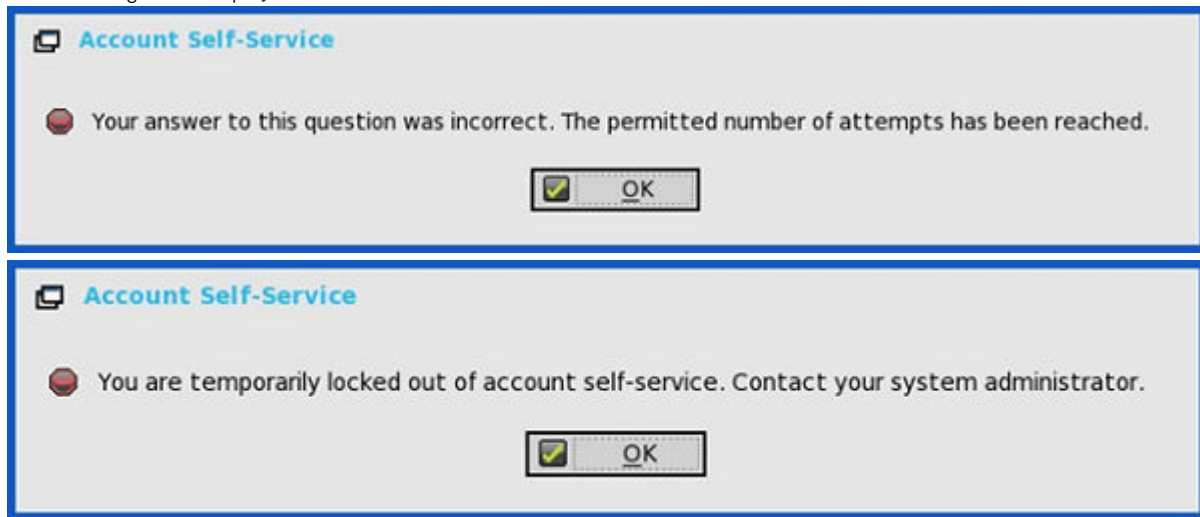 Account Self-Service
Your answer to this question was incorrect. The permitted number of attempts has been reached.
OK
Account Self-Service
You are temporarily locked out of account self-service. Contact your system administrator.
OK